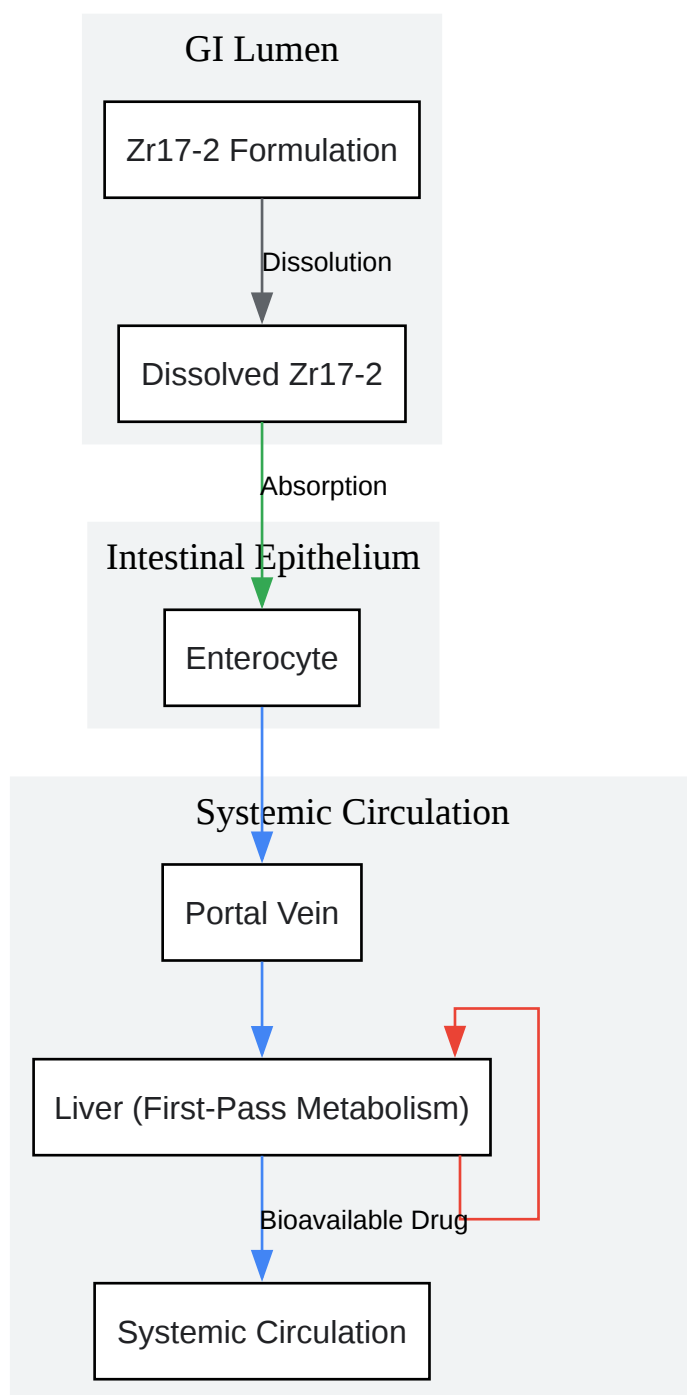 GI Lumen
Zr17-2 Formulation
Dissolution
Dissolved Zr17-2
Absorption
Intestinal Epithelium
Enterocyte
Systemic Circulation
Portal Vein
Liver (First-Pass Metabolism)
Bioavailable Drug
Systemic Circulation